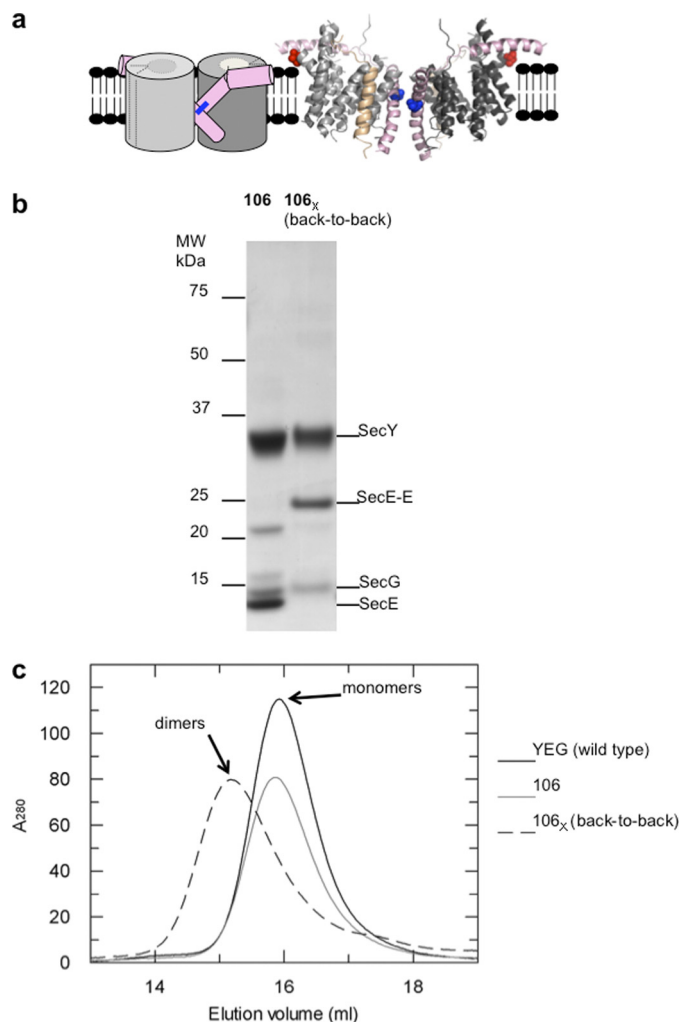 a
b
106 106X
(back-to-back)
MW
kDa
75
50
37
SecY
25
SecE-E
20
15
SecG
SecE
c
120
100
80
60
40
20
0
A280
monomers
dimers
YEG (wild type)
106
106X (back-to-back)
14 16 18
Elution volume (ml)